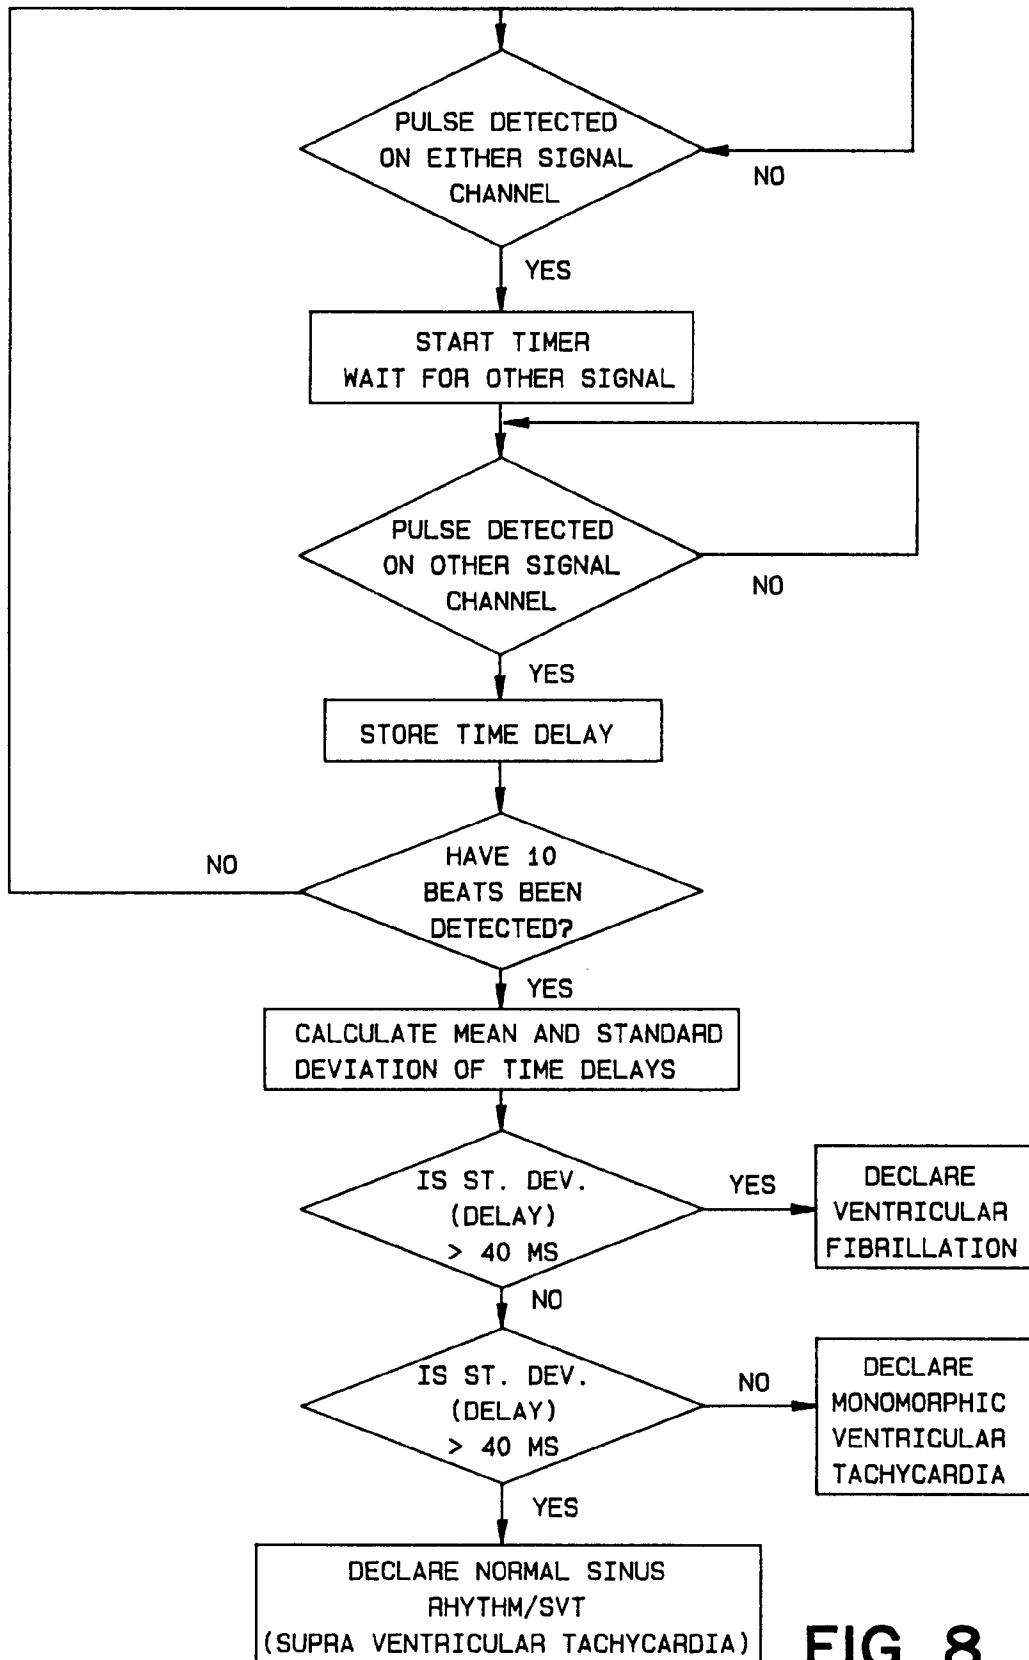 PULSE DETECTED
ON EITHER SIGNAL
CHANNEL
NO
YES
START TIMER
WAIT FOR OTHER SIGNAL
PULSE DETECTED
ON OTHER SIGNAL
CHANNEL
NO
YES
STORE TIME DELAY
NO
HAVE 10
BEATS BEEN
DETECTED?
YES
CALCULATE MEAN AND STANDARD
DEVIATION OF TIME DELAYS
IS ST. DEV.
(DELAY)
> 40 MS
YES
DECLARE
VENTRICULAR
FIBRILLATION
NO
IS ST. DEV.
(DELAY)
> 40 MS
NO
DECLARE
MONOMORPHIC
VENTRICULAR
TACHYCARDIA
YES
DECLARE NORMAL SINUS
RHYTHM/SVT
(SUPRA VENTRICULAR TACHYCARDIA)
FIG. 8